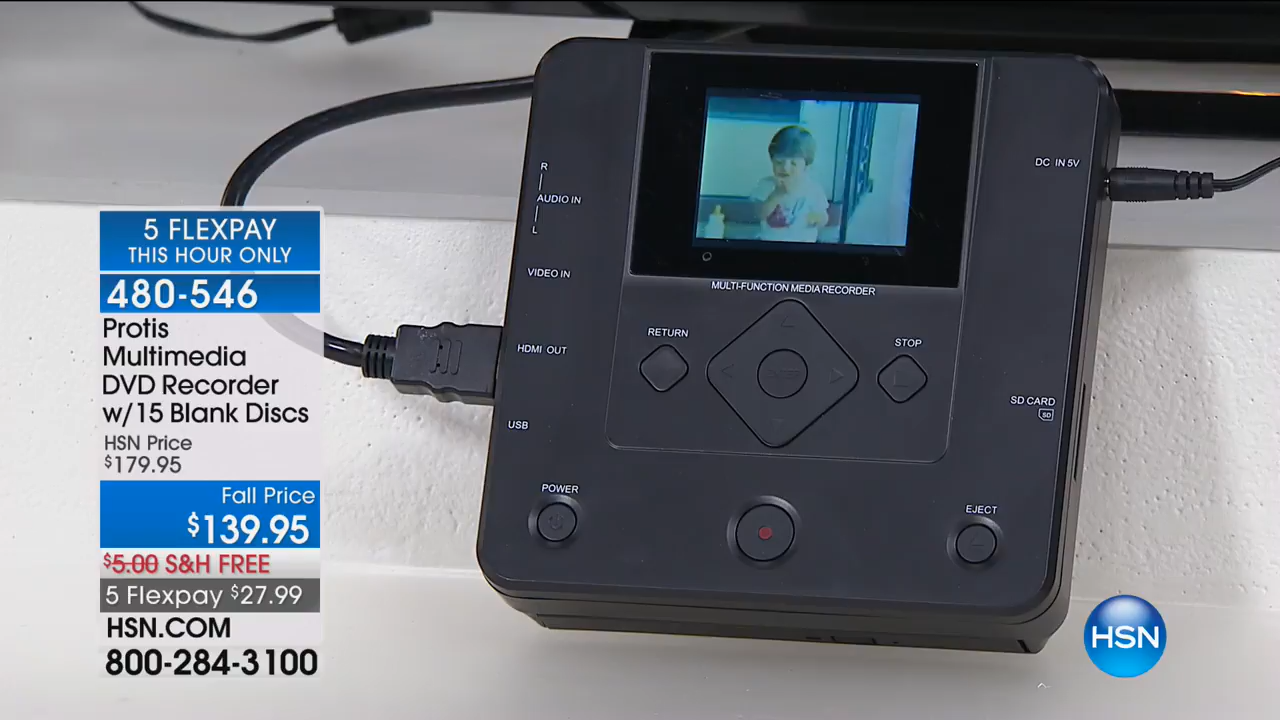 5 FLEXPAY
THIS HOUR ONLY
480-546
Protis
Multimedia
DVD Recorder
w/15 Blank Discs
HSN Price
$179.95
Fall Price
$139.95
$5.00 S&H FREE
5 Flexpay $27.99
HSN.COM
800-284-3100
R
AUDIO IN
L
VIDEO IN
HDMI OUT
USB
MULTI-FUNCTION MEDIA RECORDER
RETURN
ENTER
STOP
POWER
DC IN 5V
SD CARD
SD
EJECT
HSN